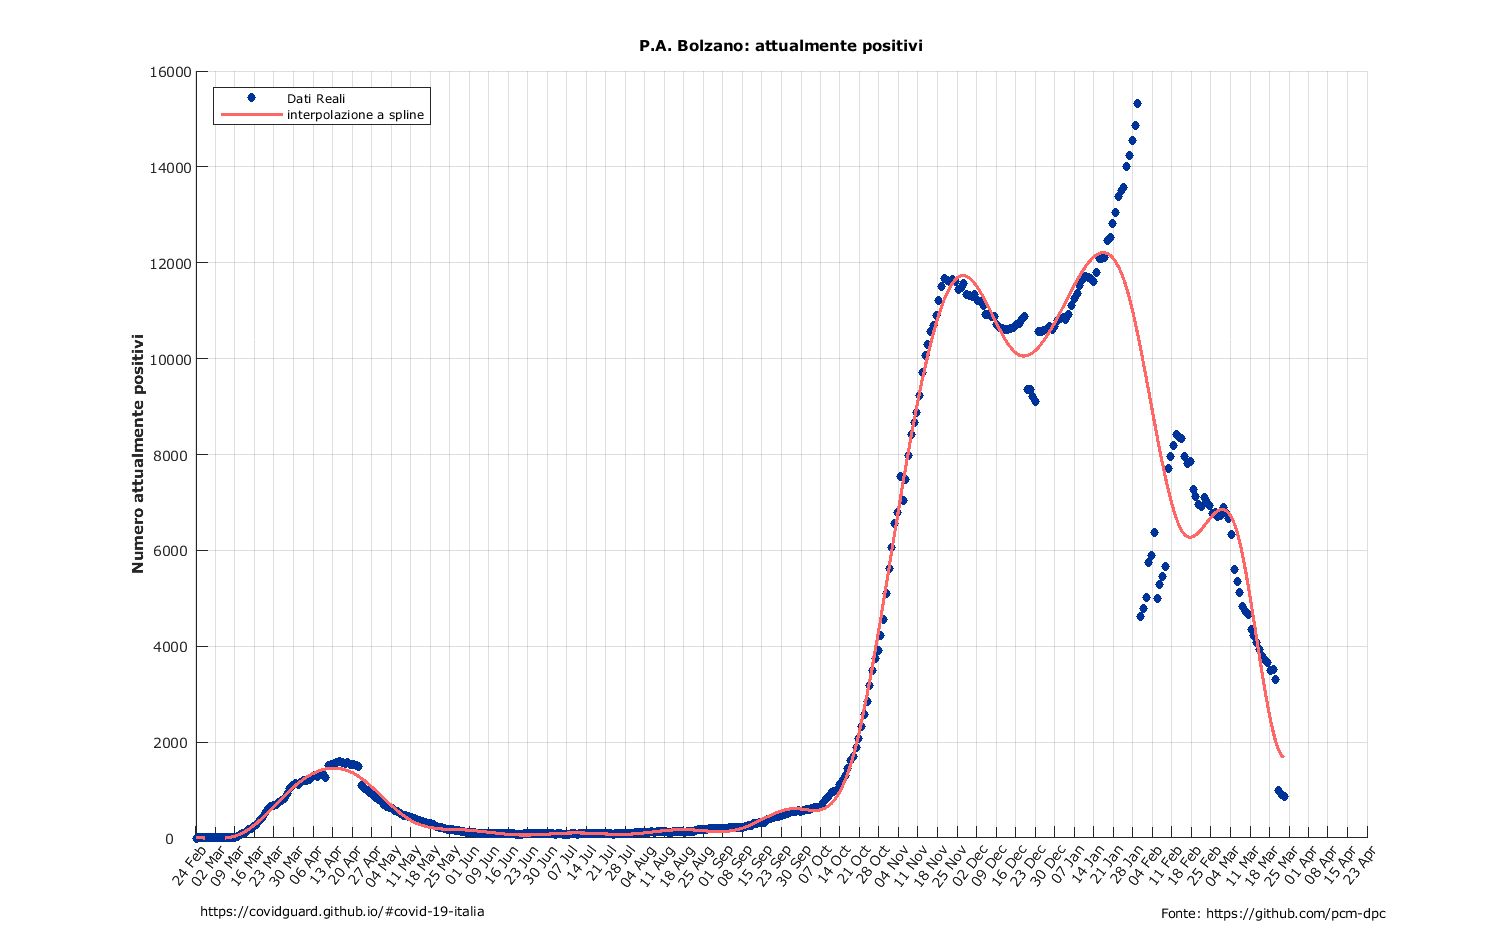 P.A. Bolzano: attualmente positivi
Dati Reali
interpolazione a spline
Numero attualmente positivi
16000
14000
12000
10000
8000
6000
4000
2000
0
24 Feb
02 Mar
09 Mar
16 Mar
23 Mar
30 Mar
06 Apr
13 Apr
20 Apr
27 Apr
04 May
11 May
18 May
25 May
01 Jun
09 Jun
16 Jun
23 Jun
30 Jun
07 Jul
14 Jul
21 Jul
28 Jul
04 Aug
11 Aug
18 Aug
25 Aug
01 Sep
08 Sep
15 Sep
23 Sep
30 Sep
07 Oct
14 Oct
21 Oct
28 Oct
04 Nov
11 Nov
18 Nov
25 Nov
02 Dec
09 Dec
16 Dec
23 Dec
30 Dec
07 Jan
14 Jan
21 Jan
28 Jan
04 Feb
11 Feb
18 Feb
25 Feb
04 Mar
11 Mar
18 Mar
25 Mar
01 Apr
08 Apr
15 Apr
23 Apr
https://covidguard.github.io/#covid-19-italia
Fonte: https://github.com/pcm-dpc